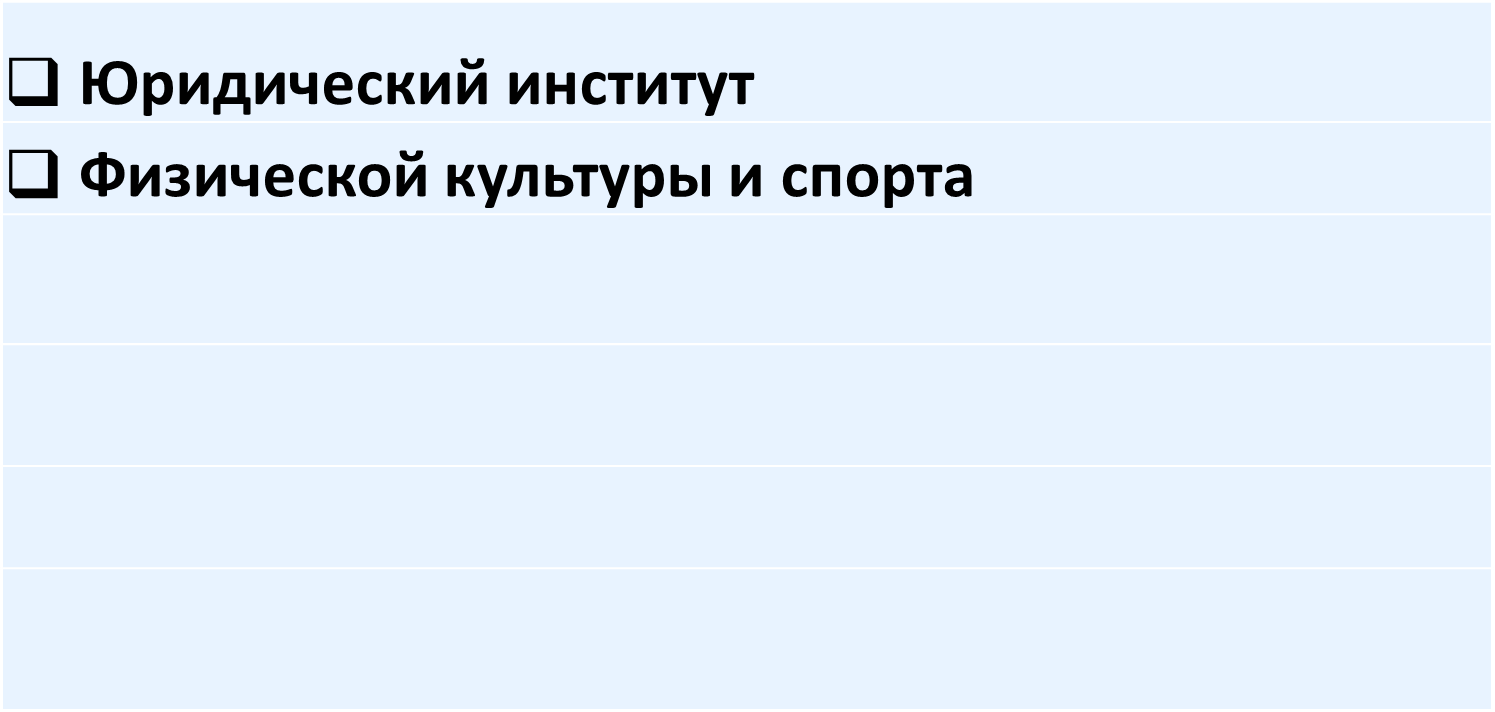 ❑ Юридический институт
❑ Физической культуры и спорта